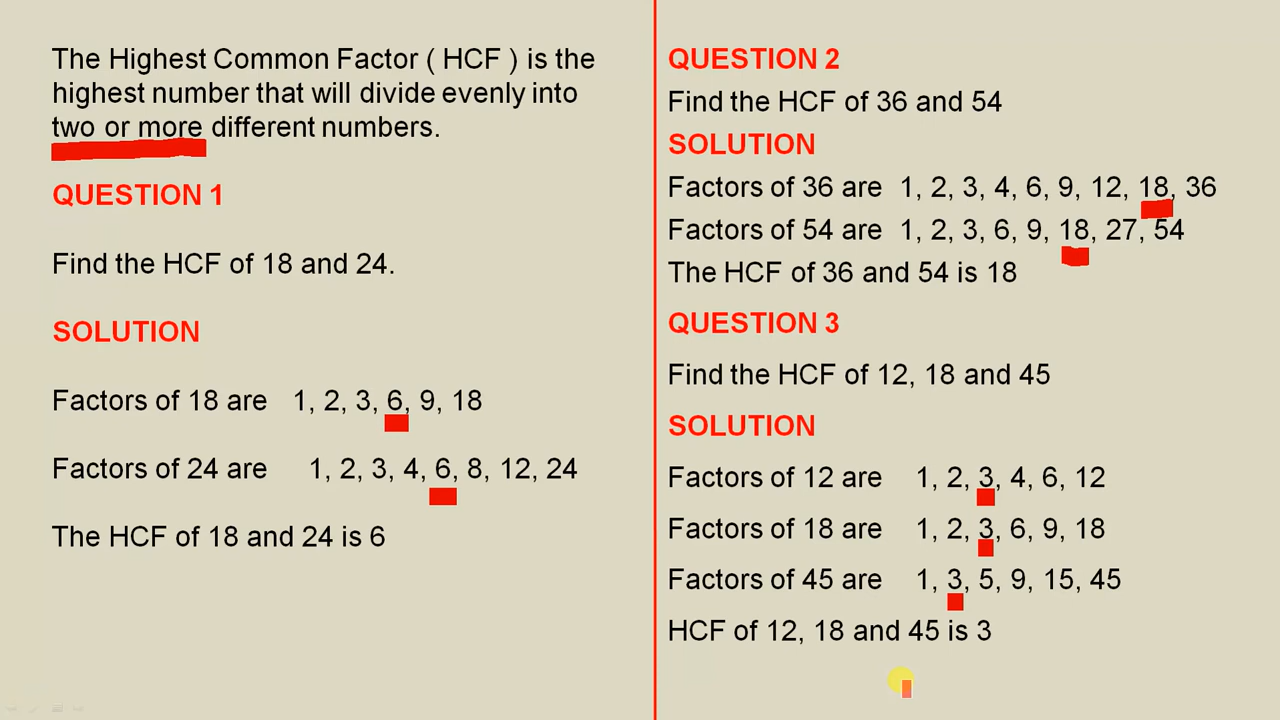 The Highest Common Factor ( HCF ) is the
highest number that will divide evenly into
two or more different numbers.
QUESTION 1
Find the HCF of 18 and 24.
SOLUTION
Factors of 18 are 1, 2, 3, 6, 9, 18
Factors of 24 are 1, 2, 3, 4, 6, 8, 12, 24
The HCF of 18 and 24 is 6
QUESTION 2
Find the HCF of 36 and 54
SOLUTION
Factors of 36 are 1, 2, 3, 4, 6, 9, 12, 18, 36
Factors of 54 are 1, 2, 3, 6, 9, 18, 27, 54
The HCF of 36 and 54 is 18
QUESTION 3
Find the HCF of 12, 18 and 45
SOLUTION
Factors of 12 are 1, 2, 3, 4, 6, 12
Factors of 18 are 1, 2, 3, 6, 9, 18
Factors of 45 are 1, 3, 5, 9, 15, 45
HCF of 12, 18 and 45 is 3